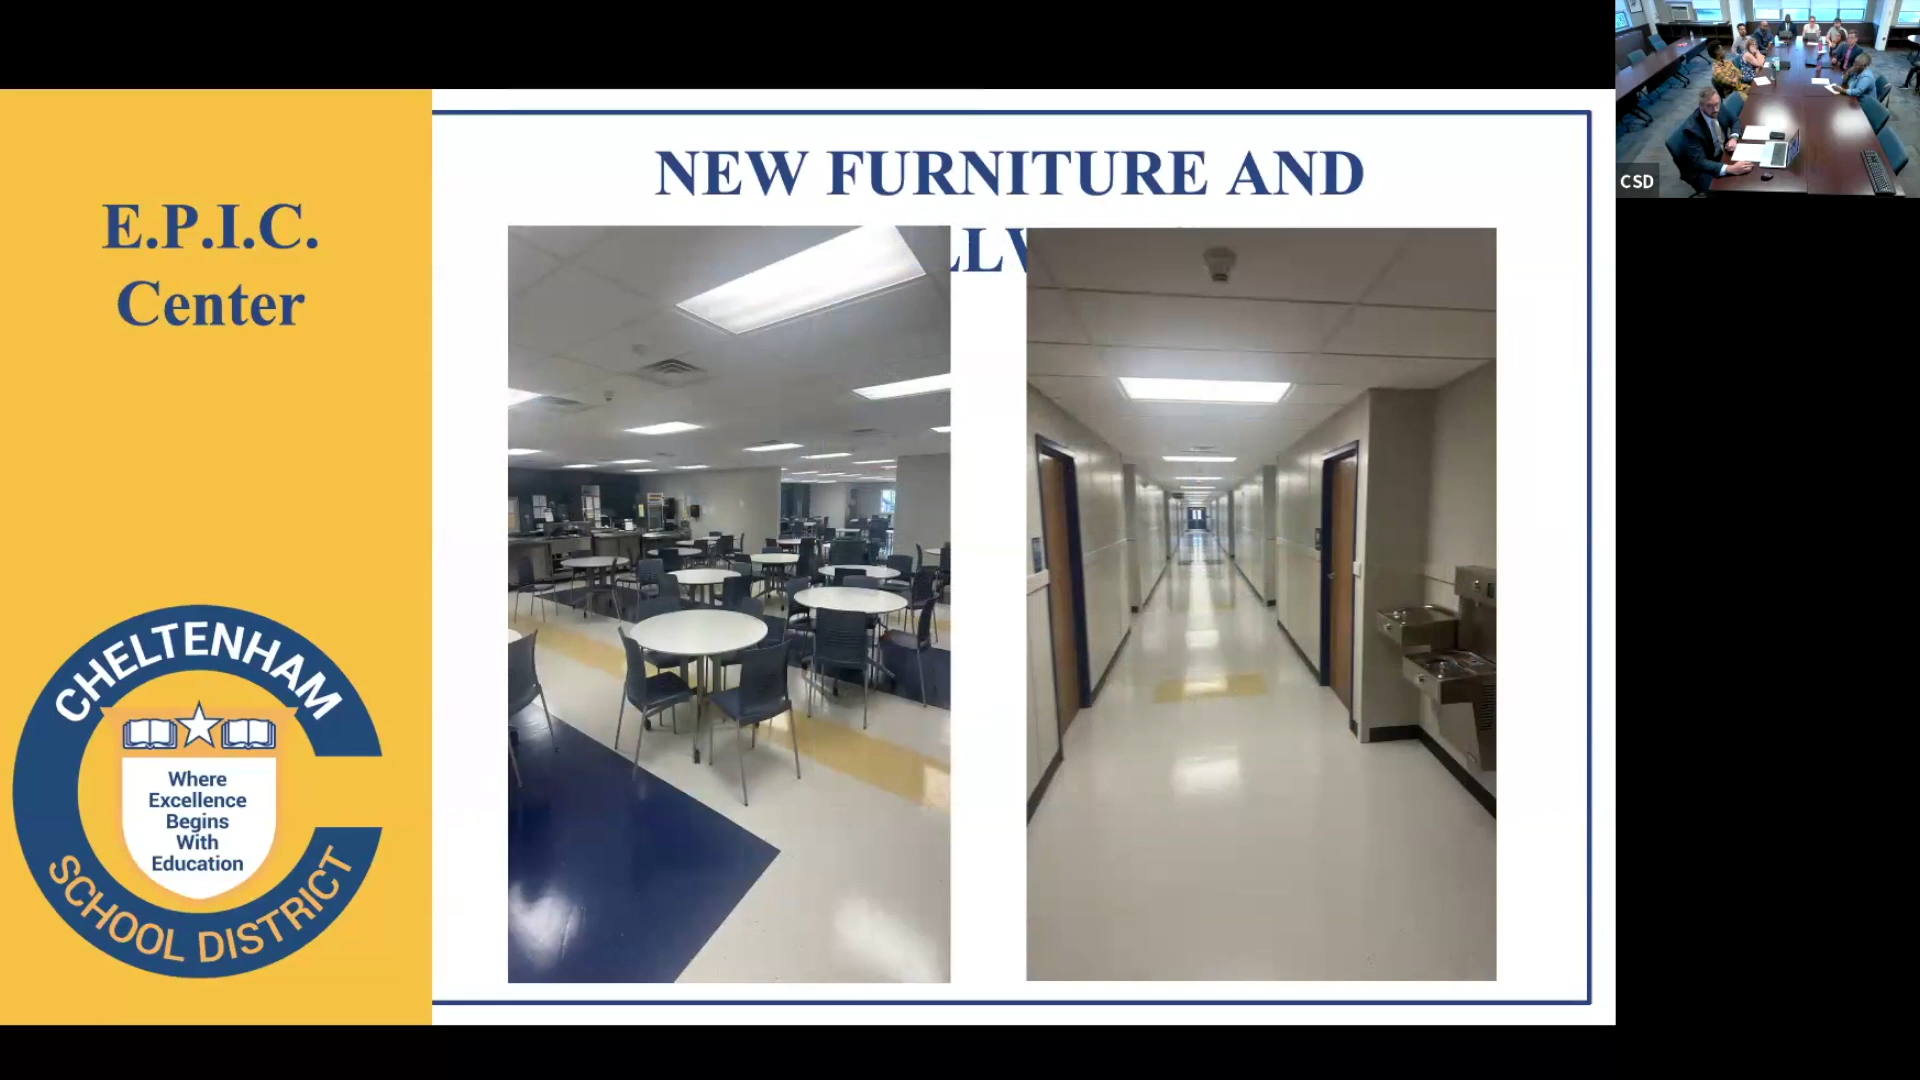 E.P.I.C.
Center
NEW FURNITURE AND
CHELTENHAM
Where
Excellence
Begins
With
Education
SCHOOL DISTRICT
CSD